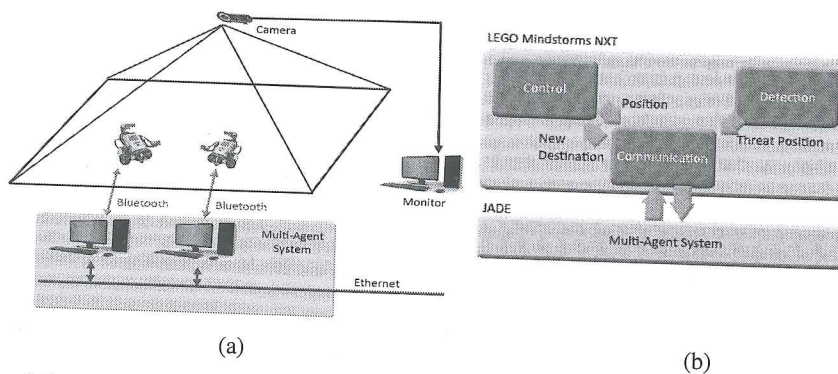 Camera
Bluetooth
Bluetooth
Monitor
Multi-Agent
System
Ethernet
(a)
LEGO Mindstorms NXT
Control
Detection
Position
New
Destination
Communication
Threat Position
JADE
Multi-Agent System
(b)